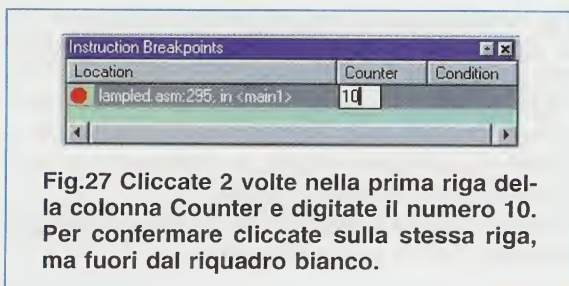 Instruction Breakpoints
Location Counter Condition
lampled.asm:295, in <main1> 10
Fig.27 Cliccate 2 volte nella prima riga del-
la colonna Counter e digitate il numero 10.
Per confermare cliccate sulla stessa riga,
ma fuori dal riquadro bianco.